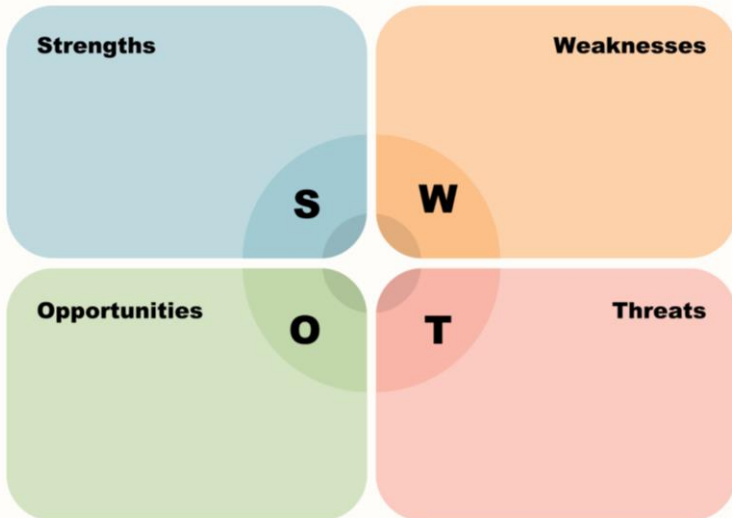 Strengths
Weaknesses
S
W
Opportunities
Threats
O
T